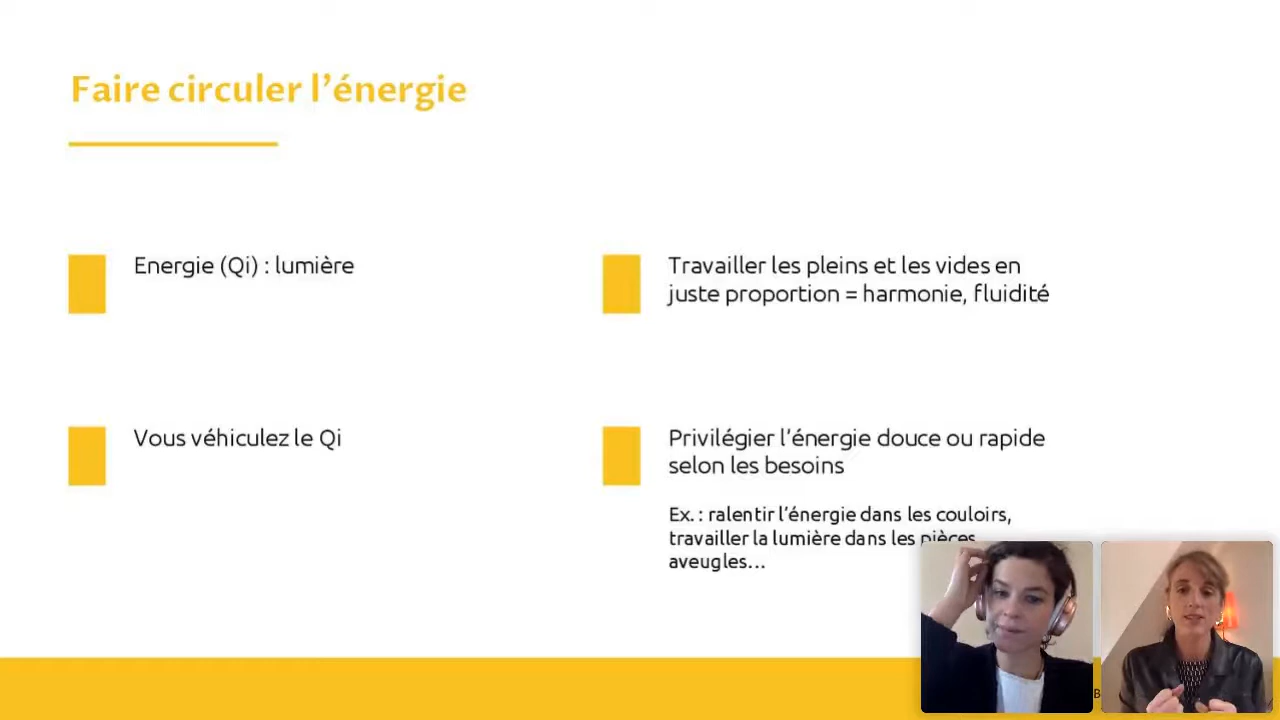 Faire circuler l’énergie
Energie (Qi) : lumière
Travailler les pleins et les vides en
juste proportion = harmonie, fluidité
Vous véhiculez le Qi
Privilégier l’énergie douce ou rapide
selon les besoins
Ex. : ralentir l’énergie dans les couloirs,
travailler la lumière dans les pièces
aveugles…
B